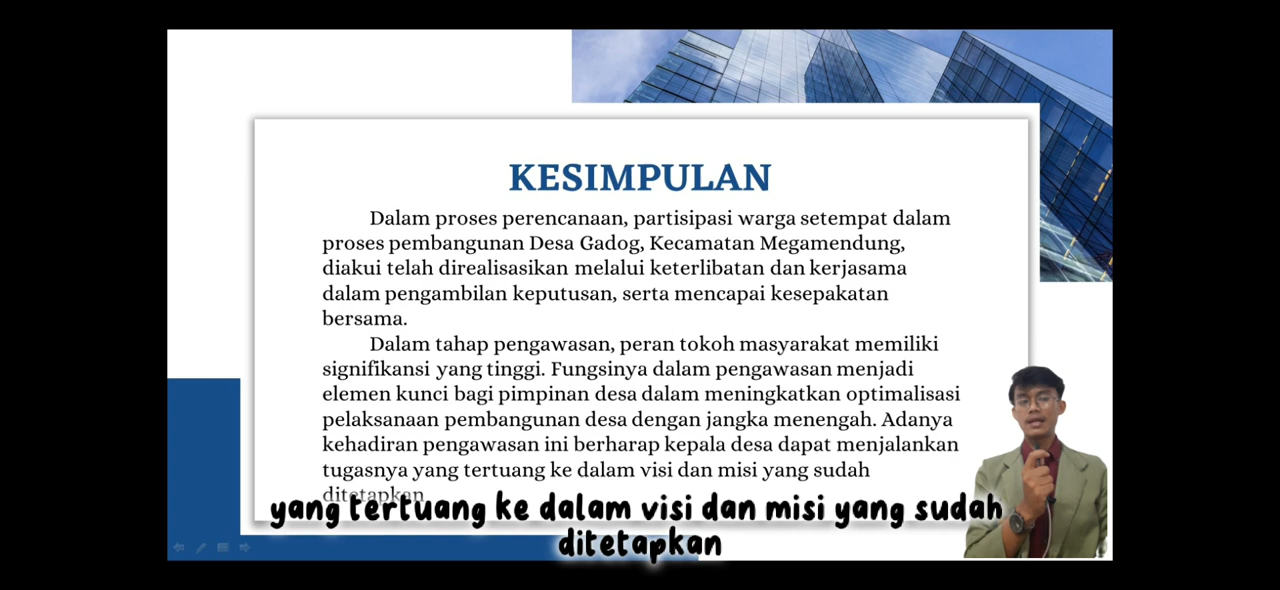 KESIMPULAN
Dalam proses perencanaan, partisipasi warga setempat dalam
proses pembangunan Desa Gadog, Kecamatan Megamendung,
diakui telah direalisasikan melalui keterlibatan dan kerjasama
dalam pengambilan keputusan, serta mencapai kesepakatan
bersama.
Dalam tahap pengawasan, peran tokoh masyarakat memiliki
signifikansi yang tinggi. Fungsinya dalam pengawasan menjadi
elemen kunci bagi pimpinan desa dalam meningkatkan optimalisasi
pelaksanaan pembangunan desa dengan jangka menengah. Adanya
kehadiran pengawasan ini berharap kepala desa dapat menjalankan
tugasnya yang tertuang ke dalam visi dan misi yang sudah
ditetapkan
yang tertuang ke dalam visi dan misi yang sudah
ditetapkan